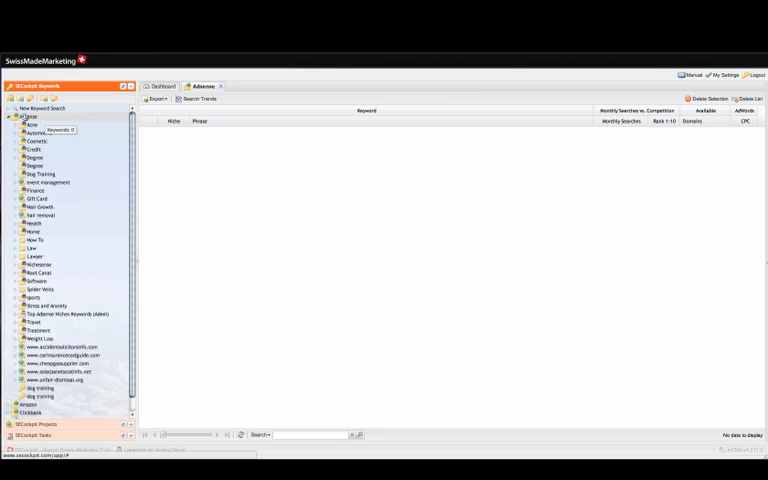 SwissMadeMarketing
SECockpit Keywords
Manual My Settings Logout
Dashboard Adsense
Export Search Trends Delete Selection Delete List
New Keyword Search
Adsense
Keywords: 0
Keyword Monthly Searches vs. Competition Available AdWords
Niche Phrase Monthly Searches Rank 1-10 Domains CPC
Acne
Cosmetic
Credit
Degree
Degree
Dog Training
event management
Finance
Gift Card
Hair Growth
hair removal
Health
Home
How To
Law
Lawyer
Nichesense
Root Canal
Software
Spider Veins
sports
Stress and Anxiety
Top Adsense Niches Keywords (Adent)
Travel
Treatment
Weight Loss
www.accidentsolicitorsinfo.com
www.carinsurancecostguide.com
www.cheapgassupplier.com
www.solarpanelscostinfo.net
www.unfair-dismissal.org
dog training
dog training
Amazon
Clickbank
SECockpit Projects
SECockpit Tasks
Search
No data to display
www.secockpit.com/app/#